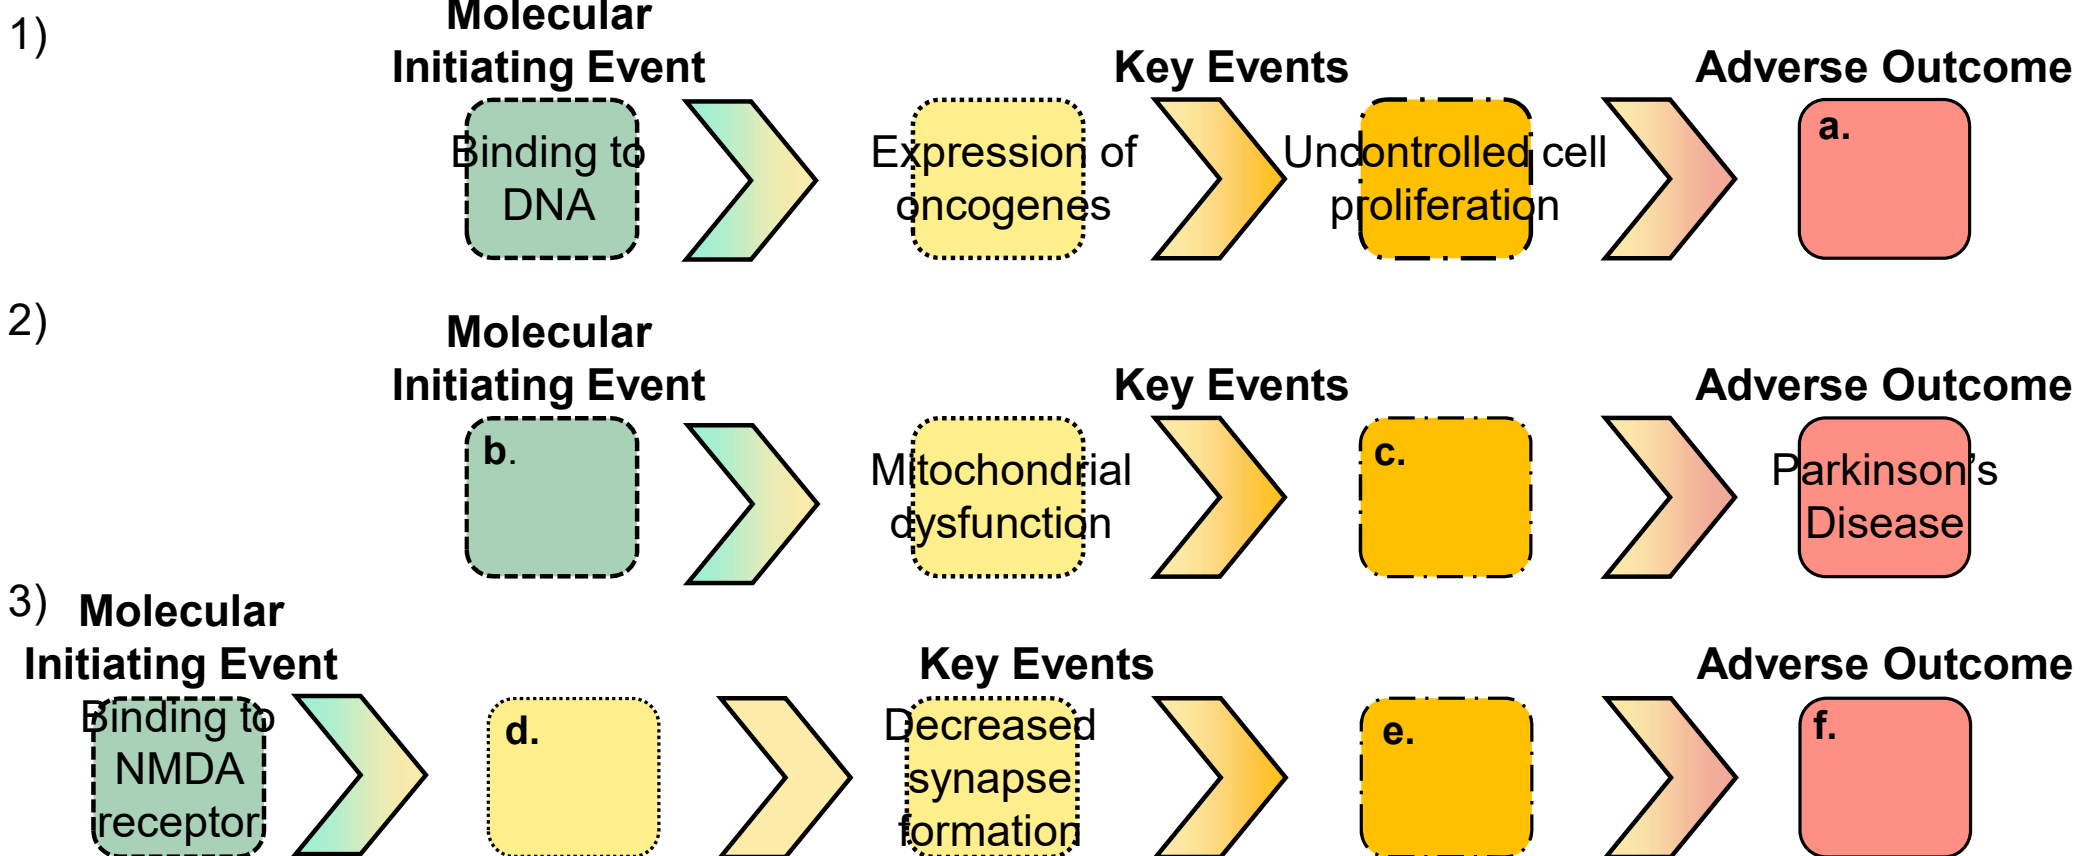 1)
Molecular
Initiating Event
Key Events
Adverse Outcome
Binding to
DNA
Expression of
oncogenes
Uncontrolled cell
proliferation
a.
2)
Molecular
Initiating Event
Key Events
Adverse Outcome
b.
Mitochondrial
dysfunction
c.
Parkinson's
Disease
3)
Molecular
Initiating Event
Key Events
Adverse Outcome
Binding to
NMDA
receptor
d.
Decreased
synapse
formation
e.
f.